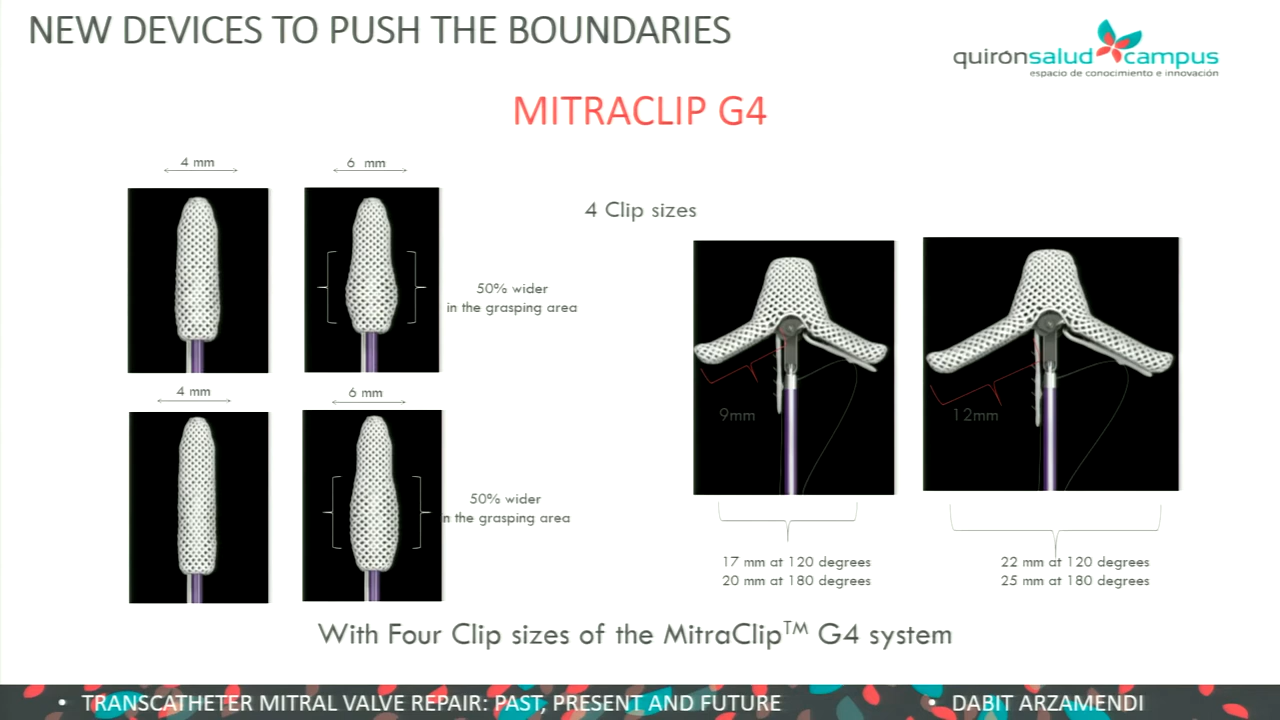 NEW DEVICES TO PUSH THE BOUNDARIES
quirónsalud campus
espacio de conocimiento e innovación
MITRACLIP G4
4 mm
6 mm
4 Clip sizes
50% wider
in the grasping area
9mm
12mm
4 mm
6 mm
50% wider
n the grasping area
17 mm at 120 degrees
20 mm at 180 degrees
22 mm at 120 degrees
25 mm at 180 degrees
With Four Clip sizes of the MitraClip™ G4 system
• TRANSCATHETER MITRAL VALVE REPAIR: PAST, PRESENT AND FUTURE
• DABIT ARZAMENDI